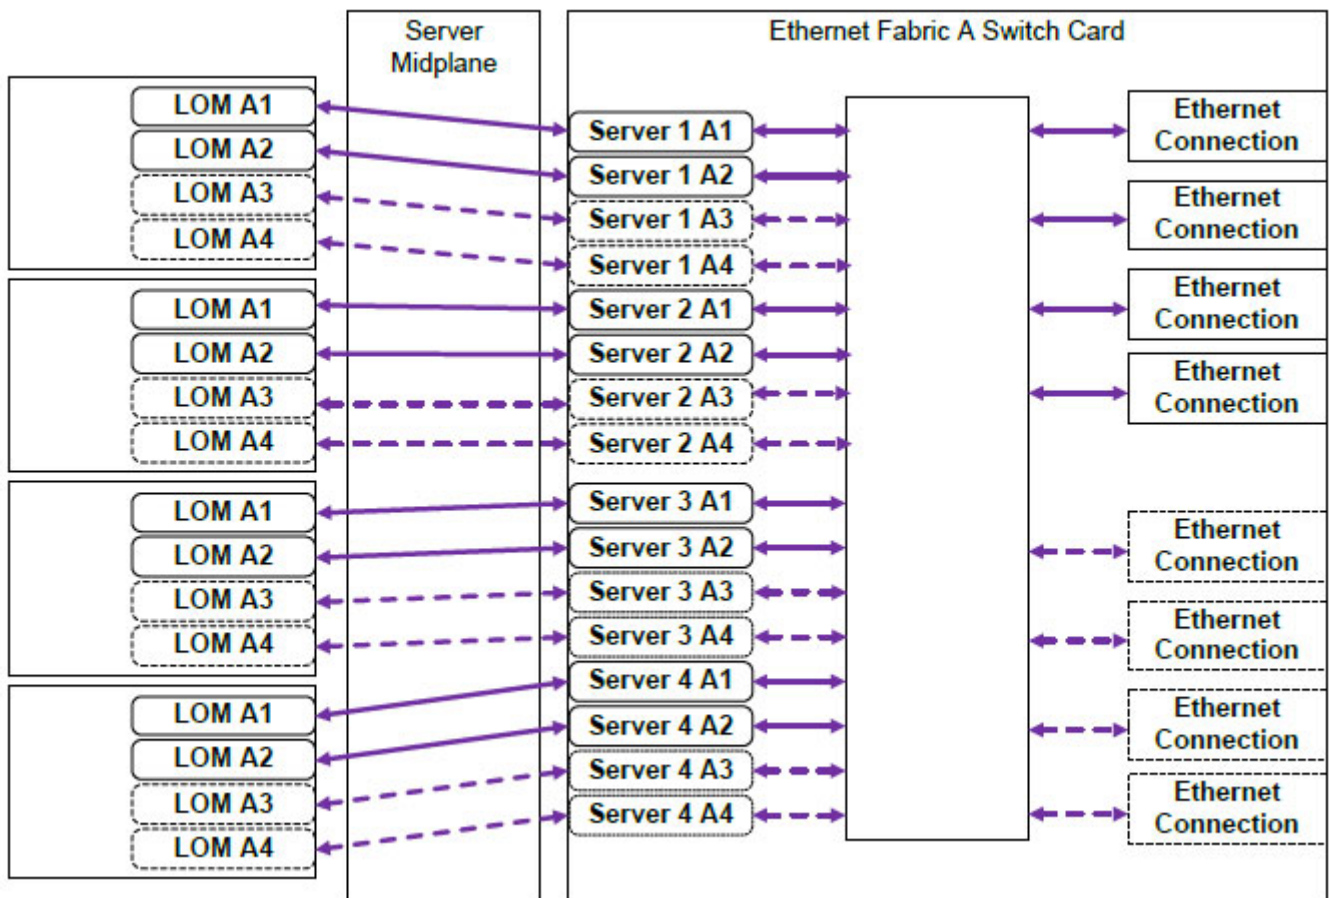 Server
Midplane
Ethernet Fabric A Switch Card
LOM A1
LOM A2
LOM A3
LOM A4
LOM A1
LOM A2
LOM A3
LOM A4
LOM A1
LOM A2
LOM A3
LOM A4
LOM A1
LOM A2
LOM A3
LOM A4
Server 1 A1
Server 1 A2
Server 1 A3
Server 1 A4
Server 2 A1
Server 2 A2
Server 2 A3
Server 2 A4
Server 3 A1
Server 3 A2
Server 3 A3
Server 3 A4
Server 4 A1
Server 4 A2
Server 4 A3
Server 4 A4
Ethernet
Connection
Ethernet
Connection
Ethernet
Connection
Ethernet
Connection
Ethernet
Connection
Ethernet
Connection
Ethernet
Connection
Ethernet
Connection